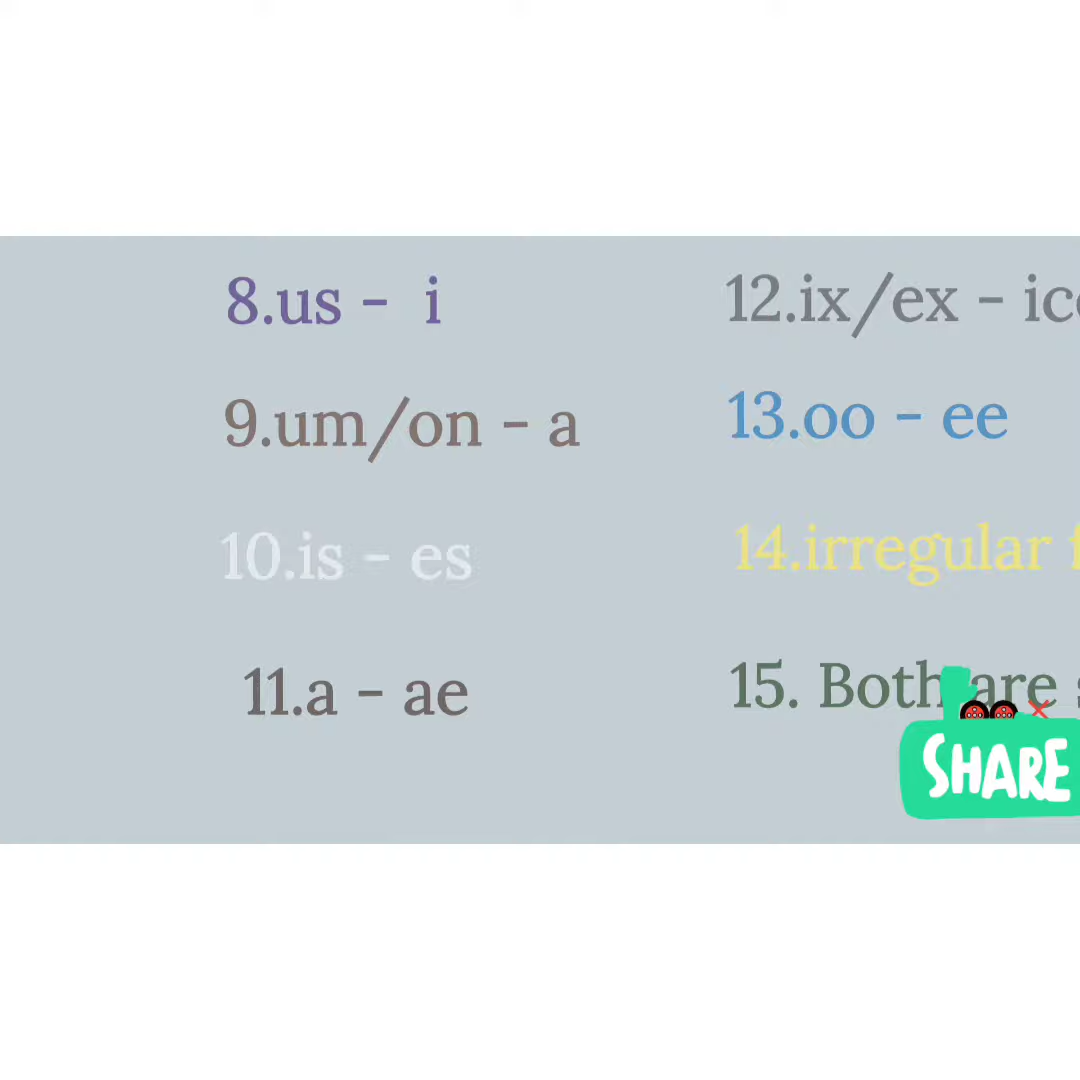 8.us - i
9.um/on - a
10.is - es
11.a - ae
12.ix/ex - ic
13.oo - ee
14.irregular
15. Both are
SHARE